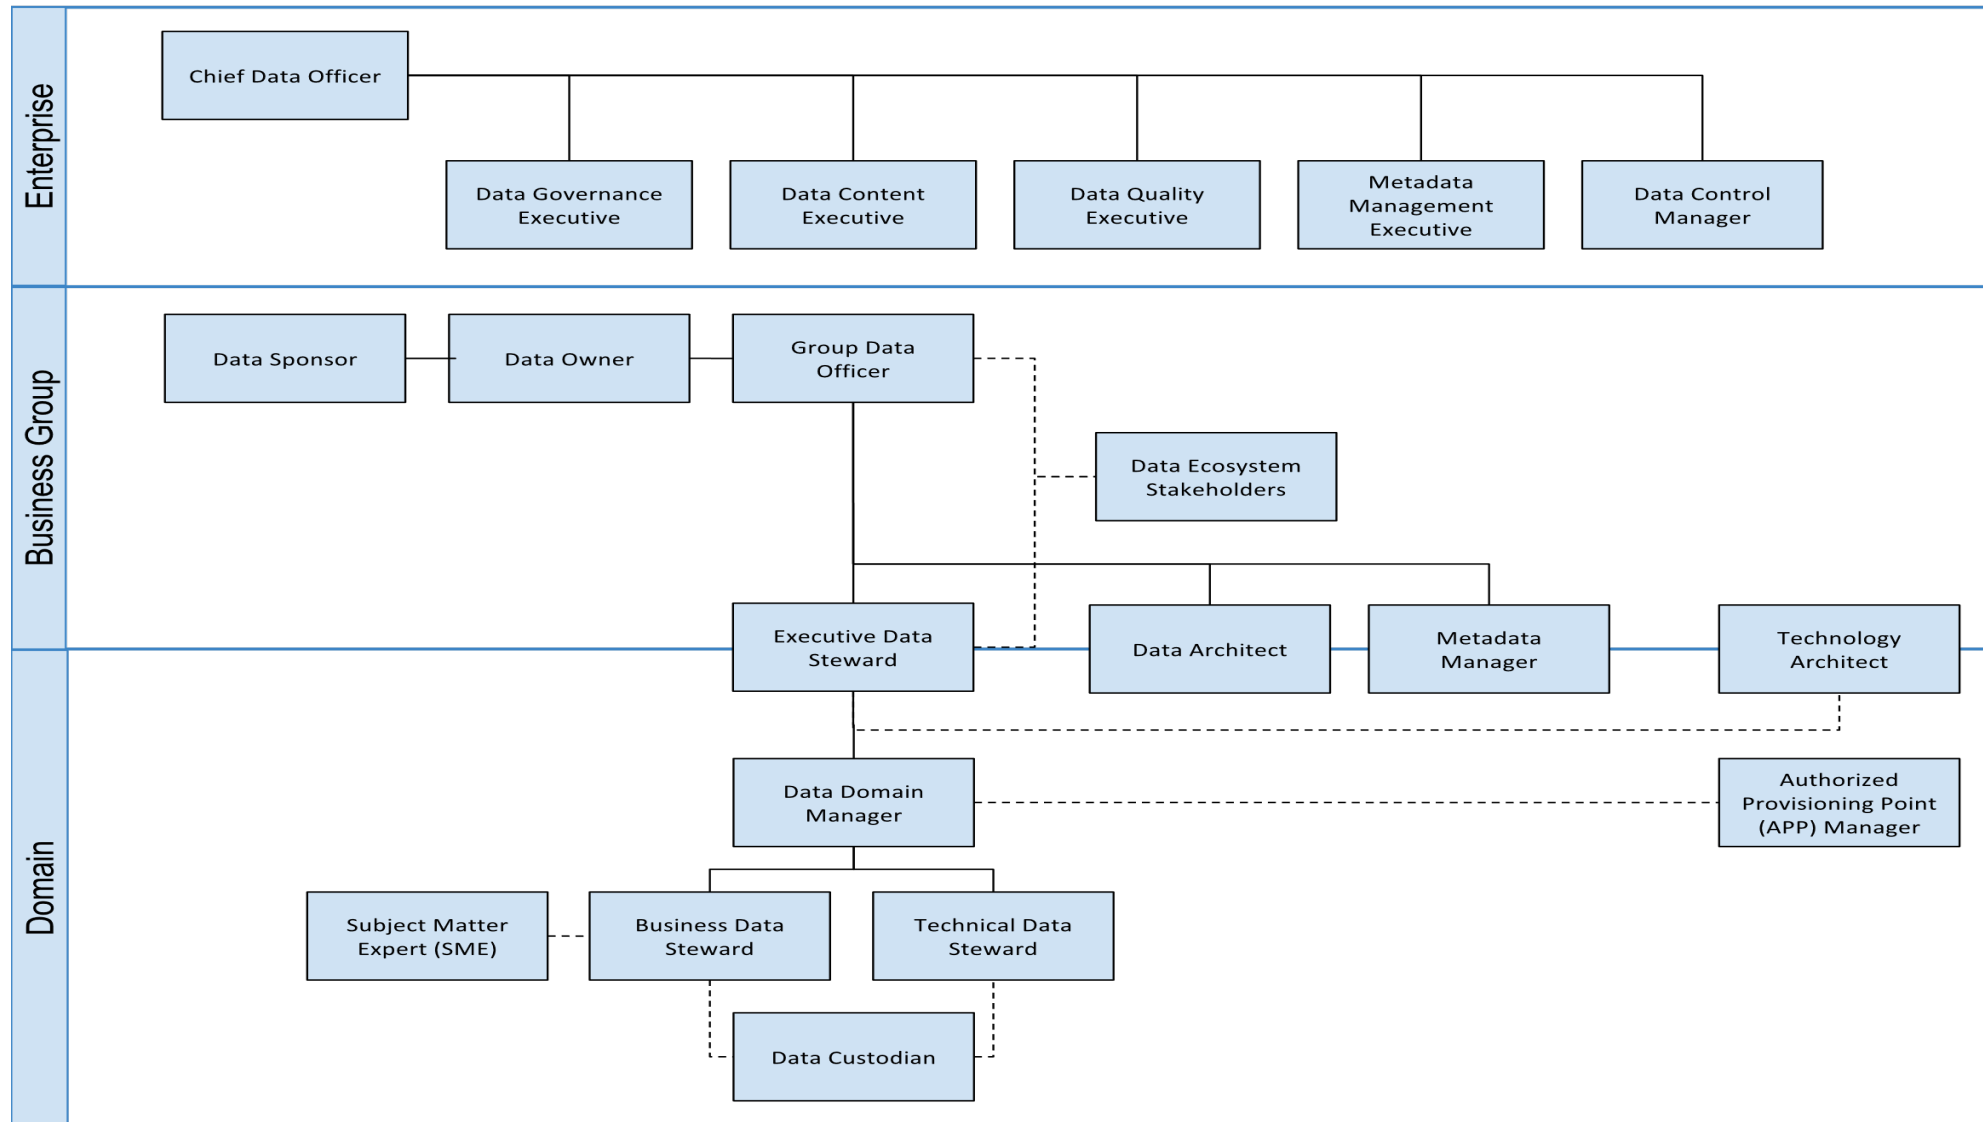 Enterprise
Chief Data Officer
Data Governance
Executive
Data Content
Executive
Data Quality
Executive
Metadata
Management
Executive
Data Control
Manager
Business Group
Data Sponsor
Data Owner
Group Data
Officer
Data Ecosystem
Stakeholders
Executive Data
Steward
Data Architect
Metadata
Manager
Technology
Architect
Domain
Data Domain
Manager
Authorized
Provisioning Point
(APP) Manager
Subject Matter
Expert (SME)
Business Data
Steward
Technical Data
Steward
Data Custodian